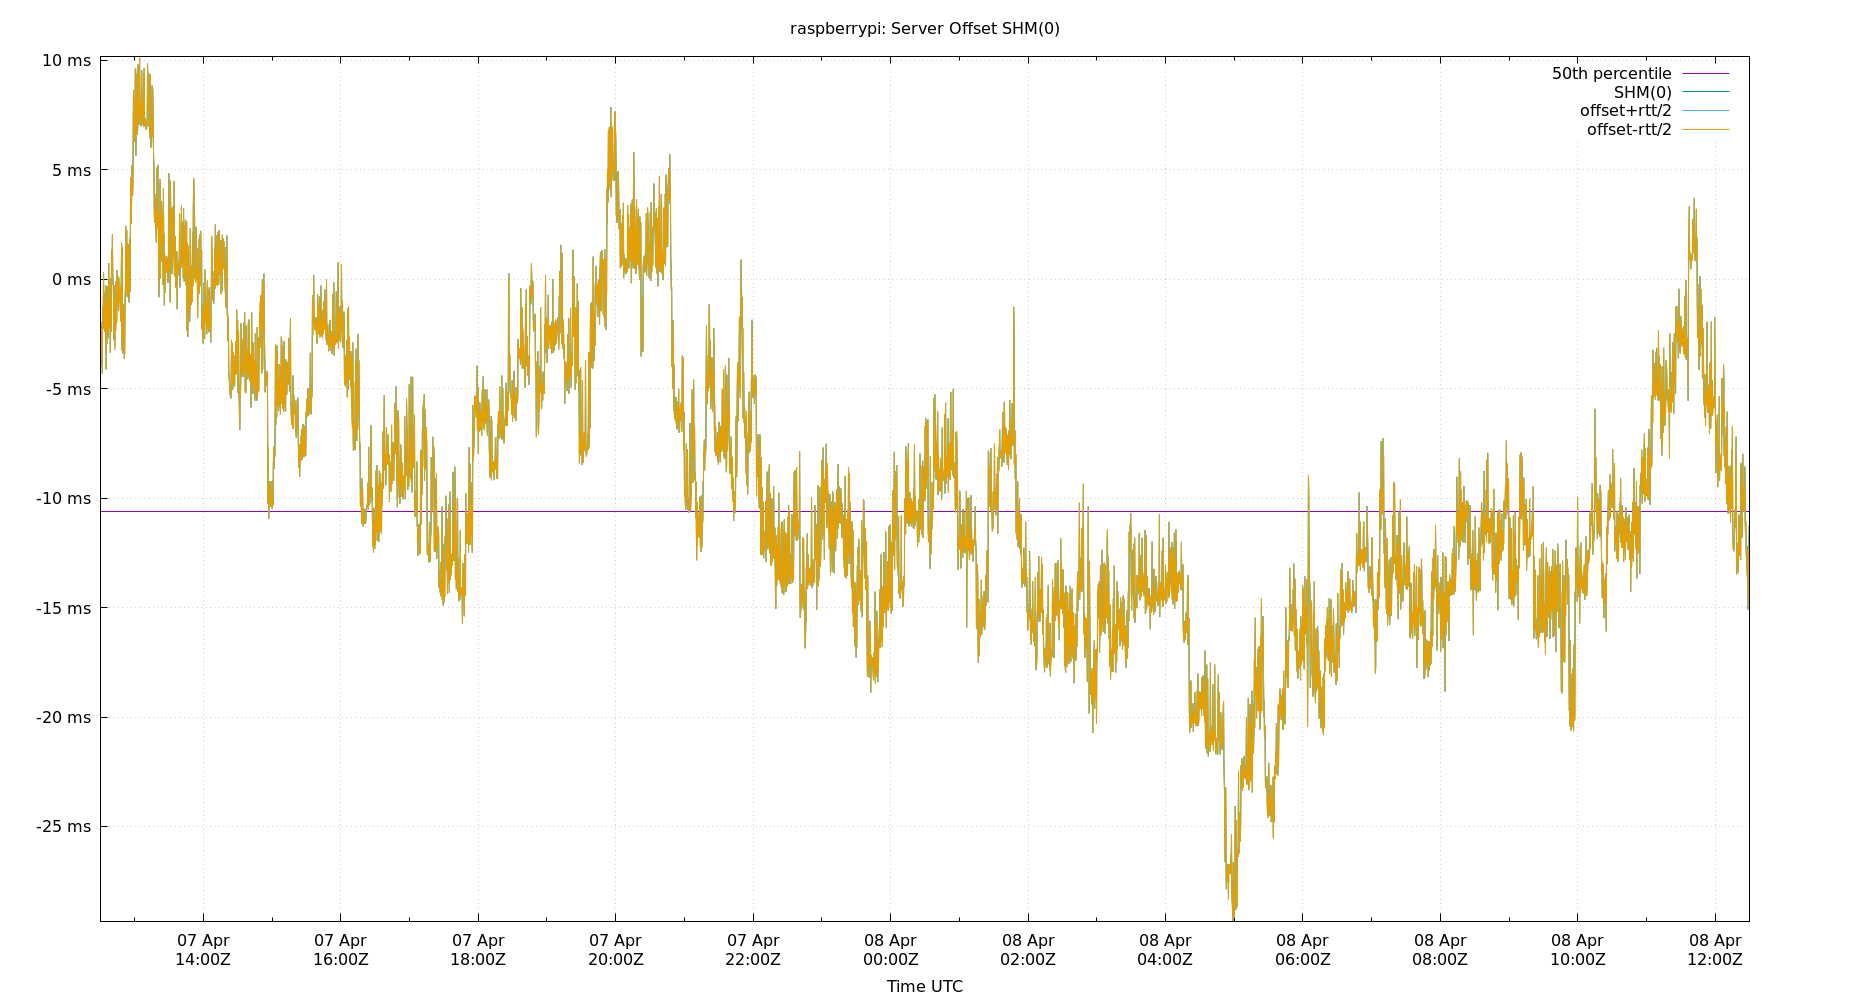 raspberrypi: Server Offset SHM(0)
10 ms
5 ms
0 ms
-5 ms
-10 ms
-15 ms
-20 ms
-25 ms
50th percentile
SHM(0)
offset+rtt/2
offset-rtt/2
07 Apr 07 Apr 07 Apr 07 Apr 07 Apr 08 Apr 08 Apr 08 Apr 08 Apr 08 Apr 08 Apr 08 Apr
14:00Z 16:00Z 18:00Z 20:00Z 22:00Z 00:00Z 02:00Z 04:00Z 06:00Z 08:00Z 10:00Z 12:00Z
Time UTC